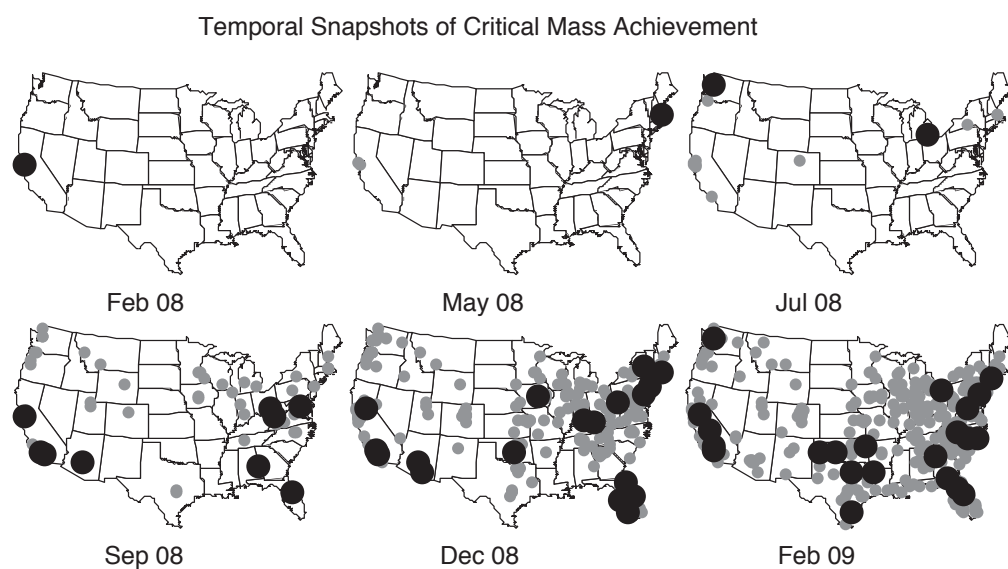 Temporal Snapshots of Critical Mass Achievement
Feb 08
May 08
Jul 08
Sep 08
Dec 08
Feb 09